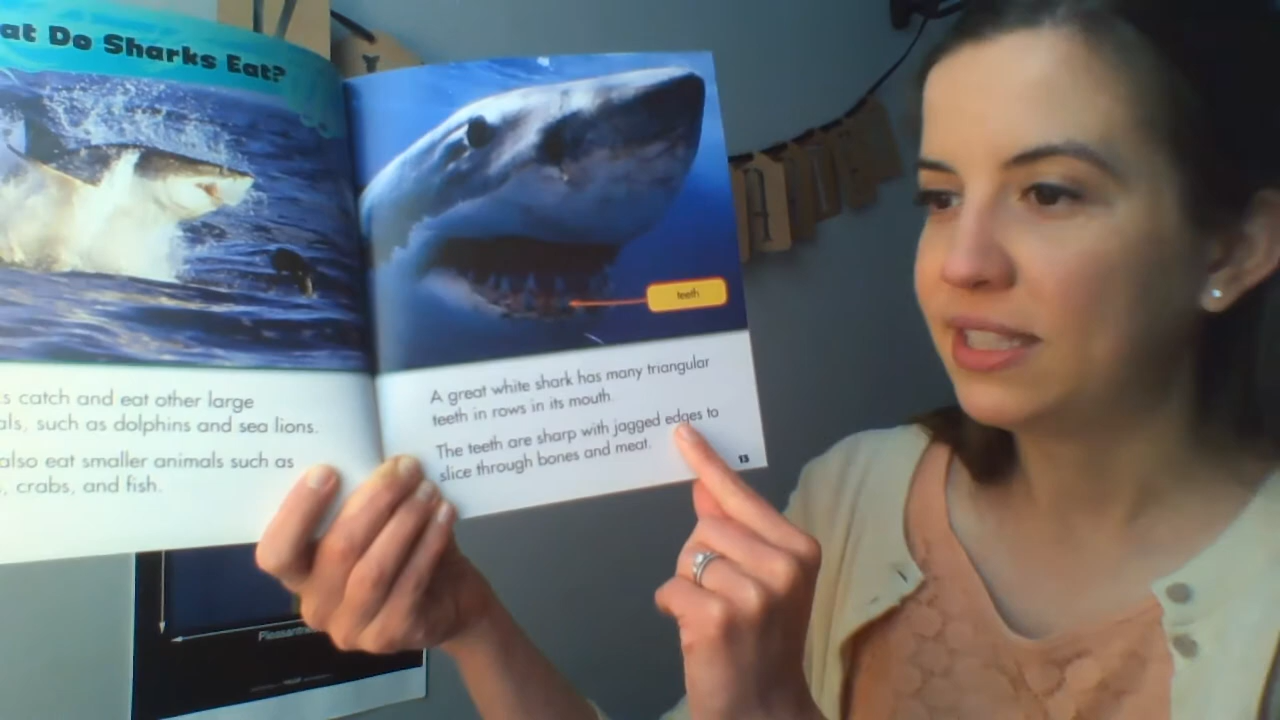 at Do Sharks Eat?
s catch and eat other large
als, such as dolphins and sea lions.
also eat smaller animals such as
, crabs, and fish.
teeth
A great white shark has many triangular
teeth in rows in its mouth.
The teeth are sharp with jagged edges to
slice through bones and meat.
13